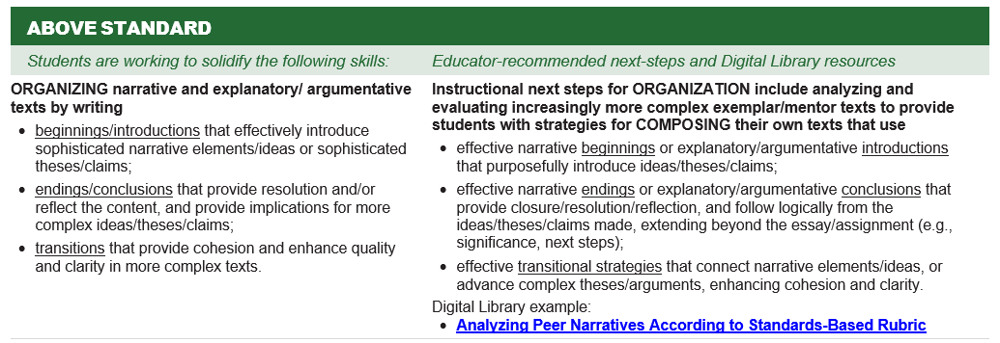 ABOVE STANDARD
Students are working to solidify the following skills:
Educator-recommended next-steps and Digital Library resources
ORGANIZING narrative and explanatory/ argumentative
texts by writing
• beginnings/introductions that effectively introduce
sophisticated narrative elements/ideas or sophisticated
theses/claims;
• endings/conclusions that provide resolution and/or
reflect the content, and provide implications for more
complex ideas/theses/claims;
• transitions that provide cohesion and enhance quality
and clarity in more complex texts.
Instructional next steps for ORGANIZATION include analyzing and
evaluating increasingly more complex exemplar/mentor texts to provide
students with strategies for COMPOSING their own texts that use
• effective narrative beginnings or explanatory/argumentative introductions
that purposefully introduce ideas/theses/claims;
• effective narrative endings or explanatory/argumentative conclusions that
provide closure/resolution/reflection, and follow logically from the
ideas/theses/claims made, extending beyond the essay/assignment (e.g.,
significance, next steps);
• effective transitional strategies that connect narrative elements/ideas, or
advance complex theses/arguments, enhancing cohesion and clarity.
Digital Library example:
• Analyzing Peer Narratives According to Standards-Based Rubric